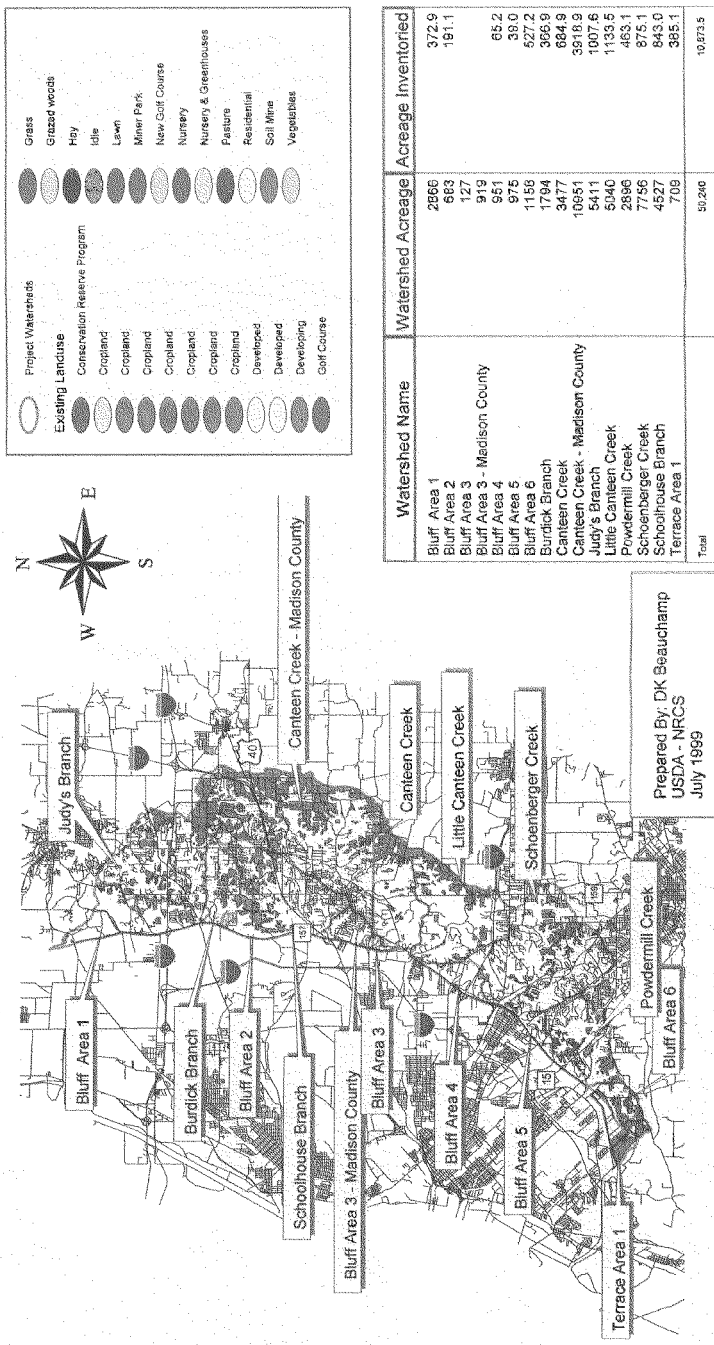 Project Watersheds
Existing Landuse
Conservation Reserve Program
Cropland
Cropland
Cropland
Cropland
Cropland
Cropland
Developed
Developed
Developing
Golf Course
Grass
Grazed woods
Hay
Idle
Lawn
Miner Park
New Golf Course
Nursery
Nursery & Greenhouses
Pasture
Residential
Soil Mine
Vegetables
N
W
E
S
Judy's Branch
Canteen Creek - Madison County
Canteen Creek
Little Canteen Creek
Schoenberger Creek
Powdermill Creek
Bluff Area 6
Bluff Area 1
Burdick Branch
Bluff Area 2
Schoolhouse Branch
Bluff Area 3 - Madison County
Bluff Area 3
Bluff Area 4
Bluff Area 5
Terrace Area 1
40
159
15
Watershed Name Watershed Acreage Acreage Inventoried
Bluff Area 1 2866 372.9
Bluff Area 2 683 191.1
Bluff Area 3 127
Bluff Area 3 - Madison County 919
Bluff Area 4 951 65.2
Bluff Area 5 975 39.0
Bluff Area 6 1158 527.2
Burdick Branch 1794 366.9
Canteen Creek 3477 684.9
Canteen Creek - Madison County 10951 3918.9
Judy's Branch 5411 1007.6
Little Canteen Creek 5040 1133.5
Powdermill Creek 2896 463.1
Schoenberger Creek 7756 875.1
Schoolhouse Branch 4527 843.0
Terrace Area 1 709 385.1
Total 50,240 10,873.5
Prepared By: DK Beauchamp
USDA - NRCS
July 1999